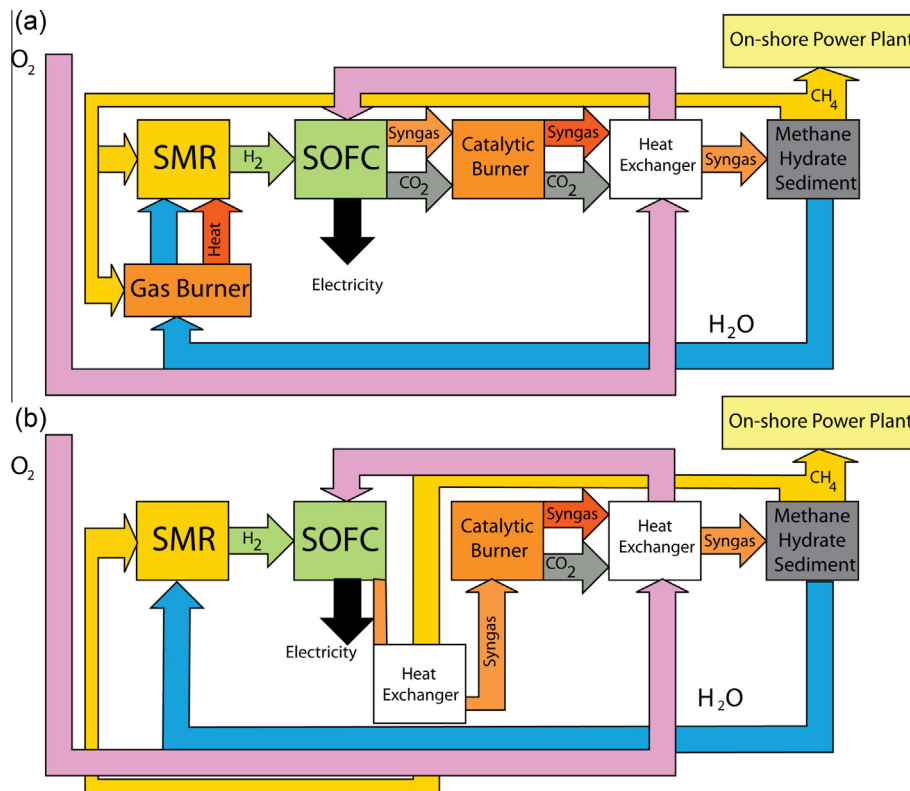 (a)
O2
On-shore Power Plant
CH4
SMR
H2
SOFC
Syngas
CO2
Catalytic
Burner
Syngas
CO2
Heat
Exchanger
Syngas
Methane
Hydrate
Sediment
Heat
Gas Burner
Electricity
H2O
(b)
O2
On-shore Power Plant
CH4
SMR
H2
SOFC
Catalytic
Burner
Syngas
CO2
Heat
Exchanger
Syngas
Methane
Hydrate
Sediment
Electricity
Heat
Exchanger
Syngas
H2O